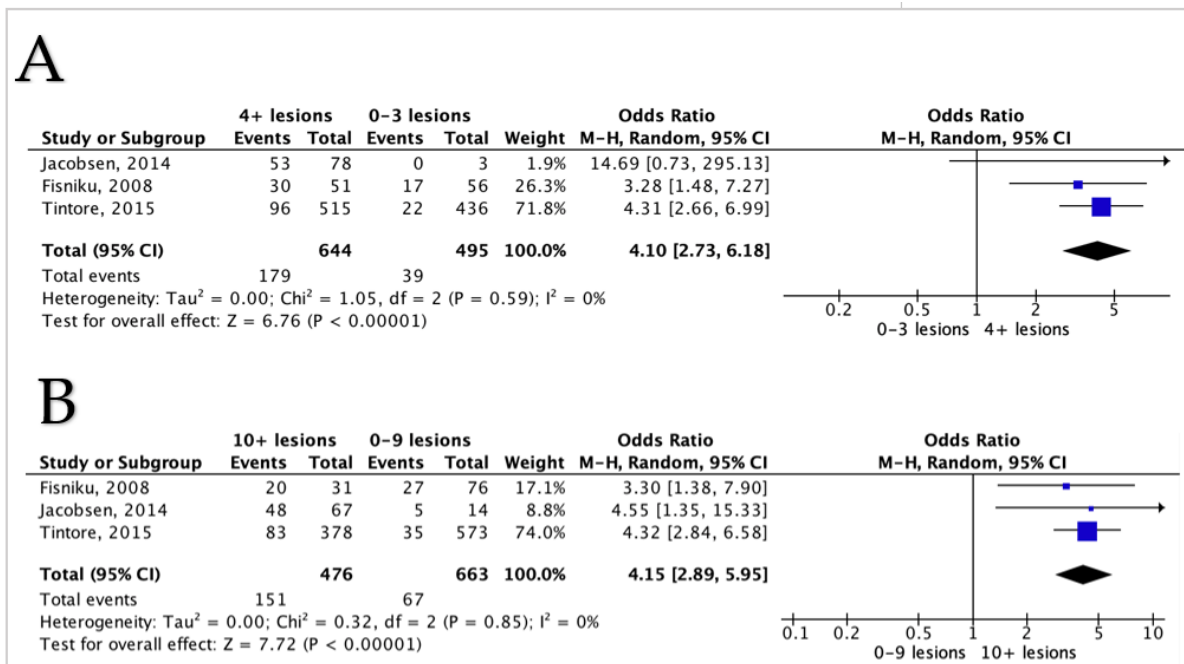 A
4+ lesions 0-3 lesions Odds Ratio Odds Ratio
Study or Subgroup Events Total Events Total Weight M-H, Random, 95% CI M-H, Random, 95% CI
Jacobsen, 2014 53 78 0 3 1.9% 14.69 [0.73, 295.13]
Fisniku, 2008 30 51 17 56 26.3% 3.28 [1.48, 7.27]
Tintore, 2015 96 515 22 436 71.8% 4.31 [2.66, 6.99]
Total (95% CI) 644 495 100.0% 4.10 [2.73, 6.18]
Total events 179 39
Heterogeneity: Tau² = 0.00; Chi² = 1.05, df = 2 (P = 0.59); I² = 0%
Test for overall effect: Z = 6.76 (P < 0.00001)
0.2 0.5 1 2 5
0-3 lesions 4+ lesions
B
10+ lesions 0-9 lesions Odds Ratio Odds Ratio
Study or Subgroup Events Total Events Total Weight M-H, Random, 95% CI M-H, Random, 95% CI
Fisniku, 2008 20 31 27 76 17.1% 3.30 [1.38, 7.90]
Jacobsen, 2014 48 67 5 14 8.8% 4.55 [1.35, 15.33]
Tintore, 2015 83 378 35 573 74.0% 4.32 [2.84, 6.58]
Total (95% CI) 476 663 100.0% 4.15 [2.89, 5.95]
Total events 151 67
Heterogeneity: Tau² = 0.00; Chi² = 0.32, df = 2 (P = 0.85); I² = 0%
Test for overall effect: Z = 7.72 (P < 0.00001)
0.1 0.2 0.5 1 2 5 10
0-9 lesions 10+ lesions